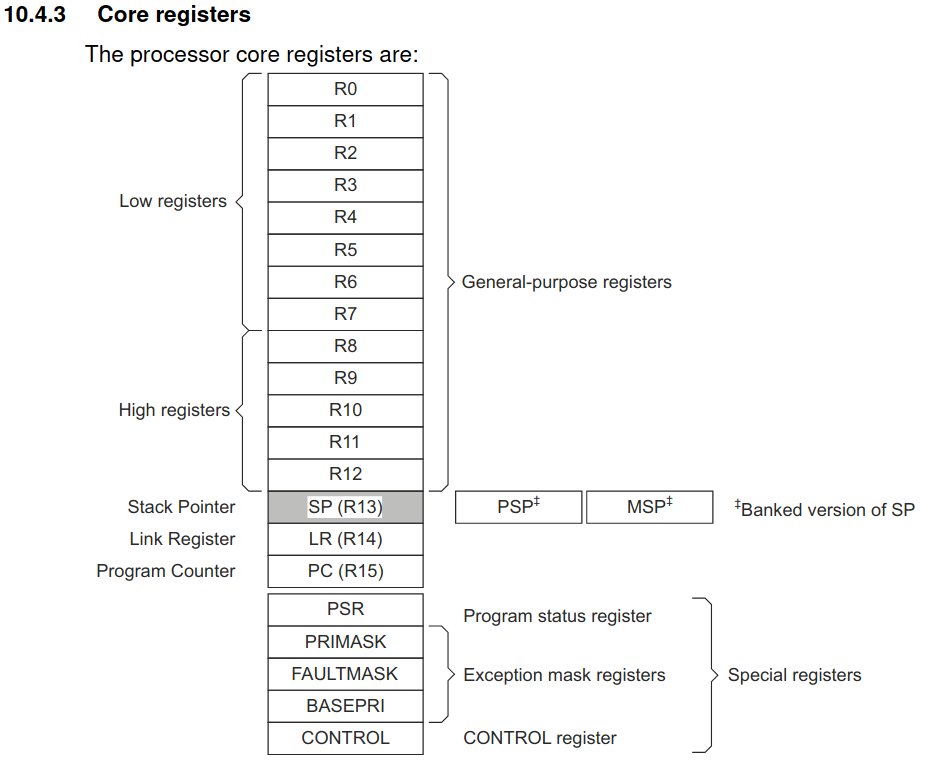 10.4.3 Core registers
The processor core registers are:
R0
R1
R2
R3
Low registers
R4
R5
R6
General-purpose registers
R7
R8
R9
High registers
R10
R11
R12
Stack Pointer SP (R13) PSP‡ MSP‡ ‡Banked version of SP
Link Register LR (R14)
Program Counter PC (R15)
PSR Program status register
PRIMASK
FAULTMASK Exception mask registers Special registers
BASEPRI
CONTROL CONTROL register